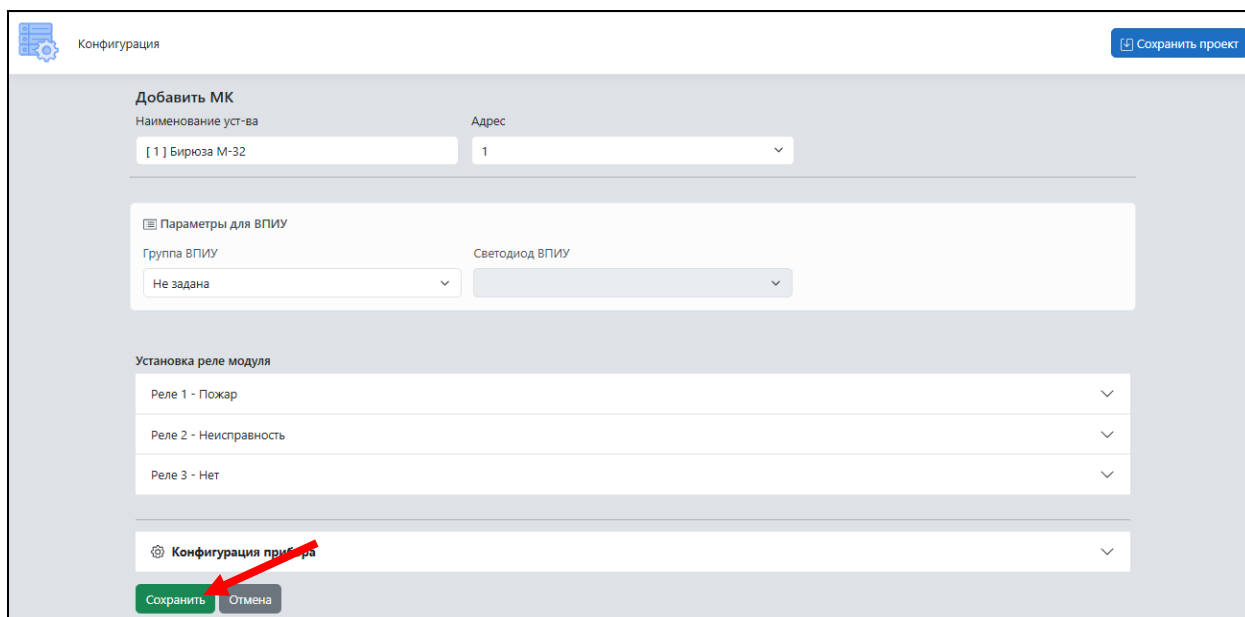 Конфигурация
Сохранить проект
Добавить МК
Наименование уст-ва Адрес
[ 1 ] Бирюза М-32 1
Параметры для ВПИУ
Группа ВПИУ Светодиод ВПИУ
Не задана
Установка реле модуля
Реле 1 - Пожар
Реле 2 - Неисправность
Реле 3 - Нет
Конфигурация прибора
Сохранить Отмена